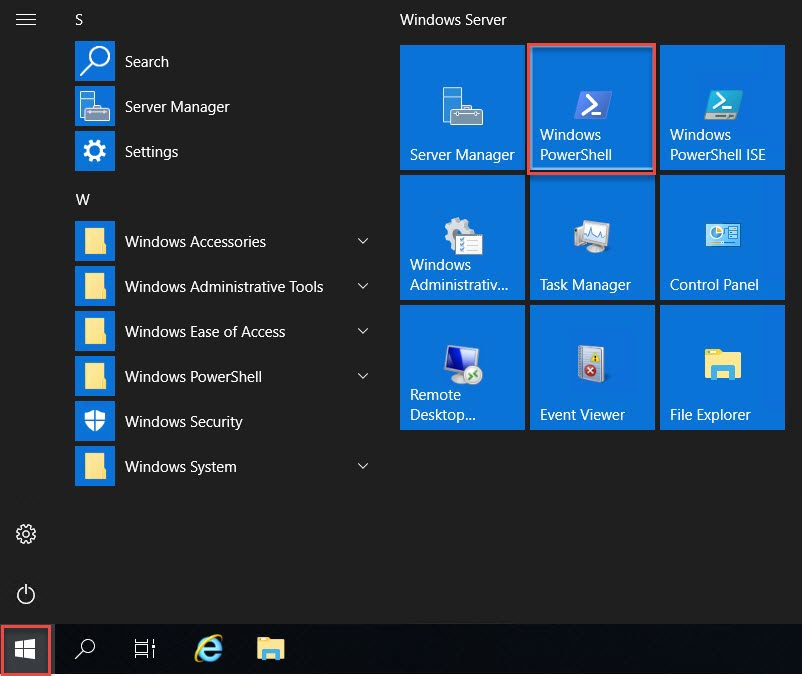 S
Search
Server Manager
Settings
W
Windows Accessories
Windows Administrative Tools
Windows Ease of Access
Windows PowerShell
Windows Security
Windows System
Windows Server
Server Manager
Windows
PowerShell
Windows
PowerShell ISE
Windows
Administrativ...
Task Manager
Control Panel
Remote
Desktop...
Event Viewer
File Explorer